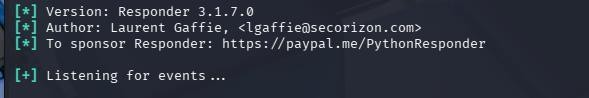 [*] Version: Responder 3.1.7.0
[*] Author: Laurent Gaffie, <lgaffie@secorizon.com>
[*] To sponsor Responder: https://paypal.me/PythonResponder
[+] Listening for events...